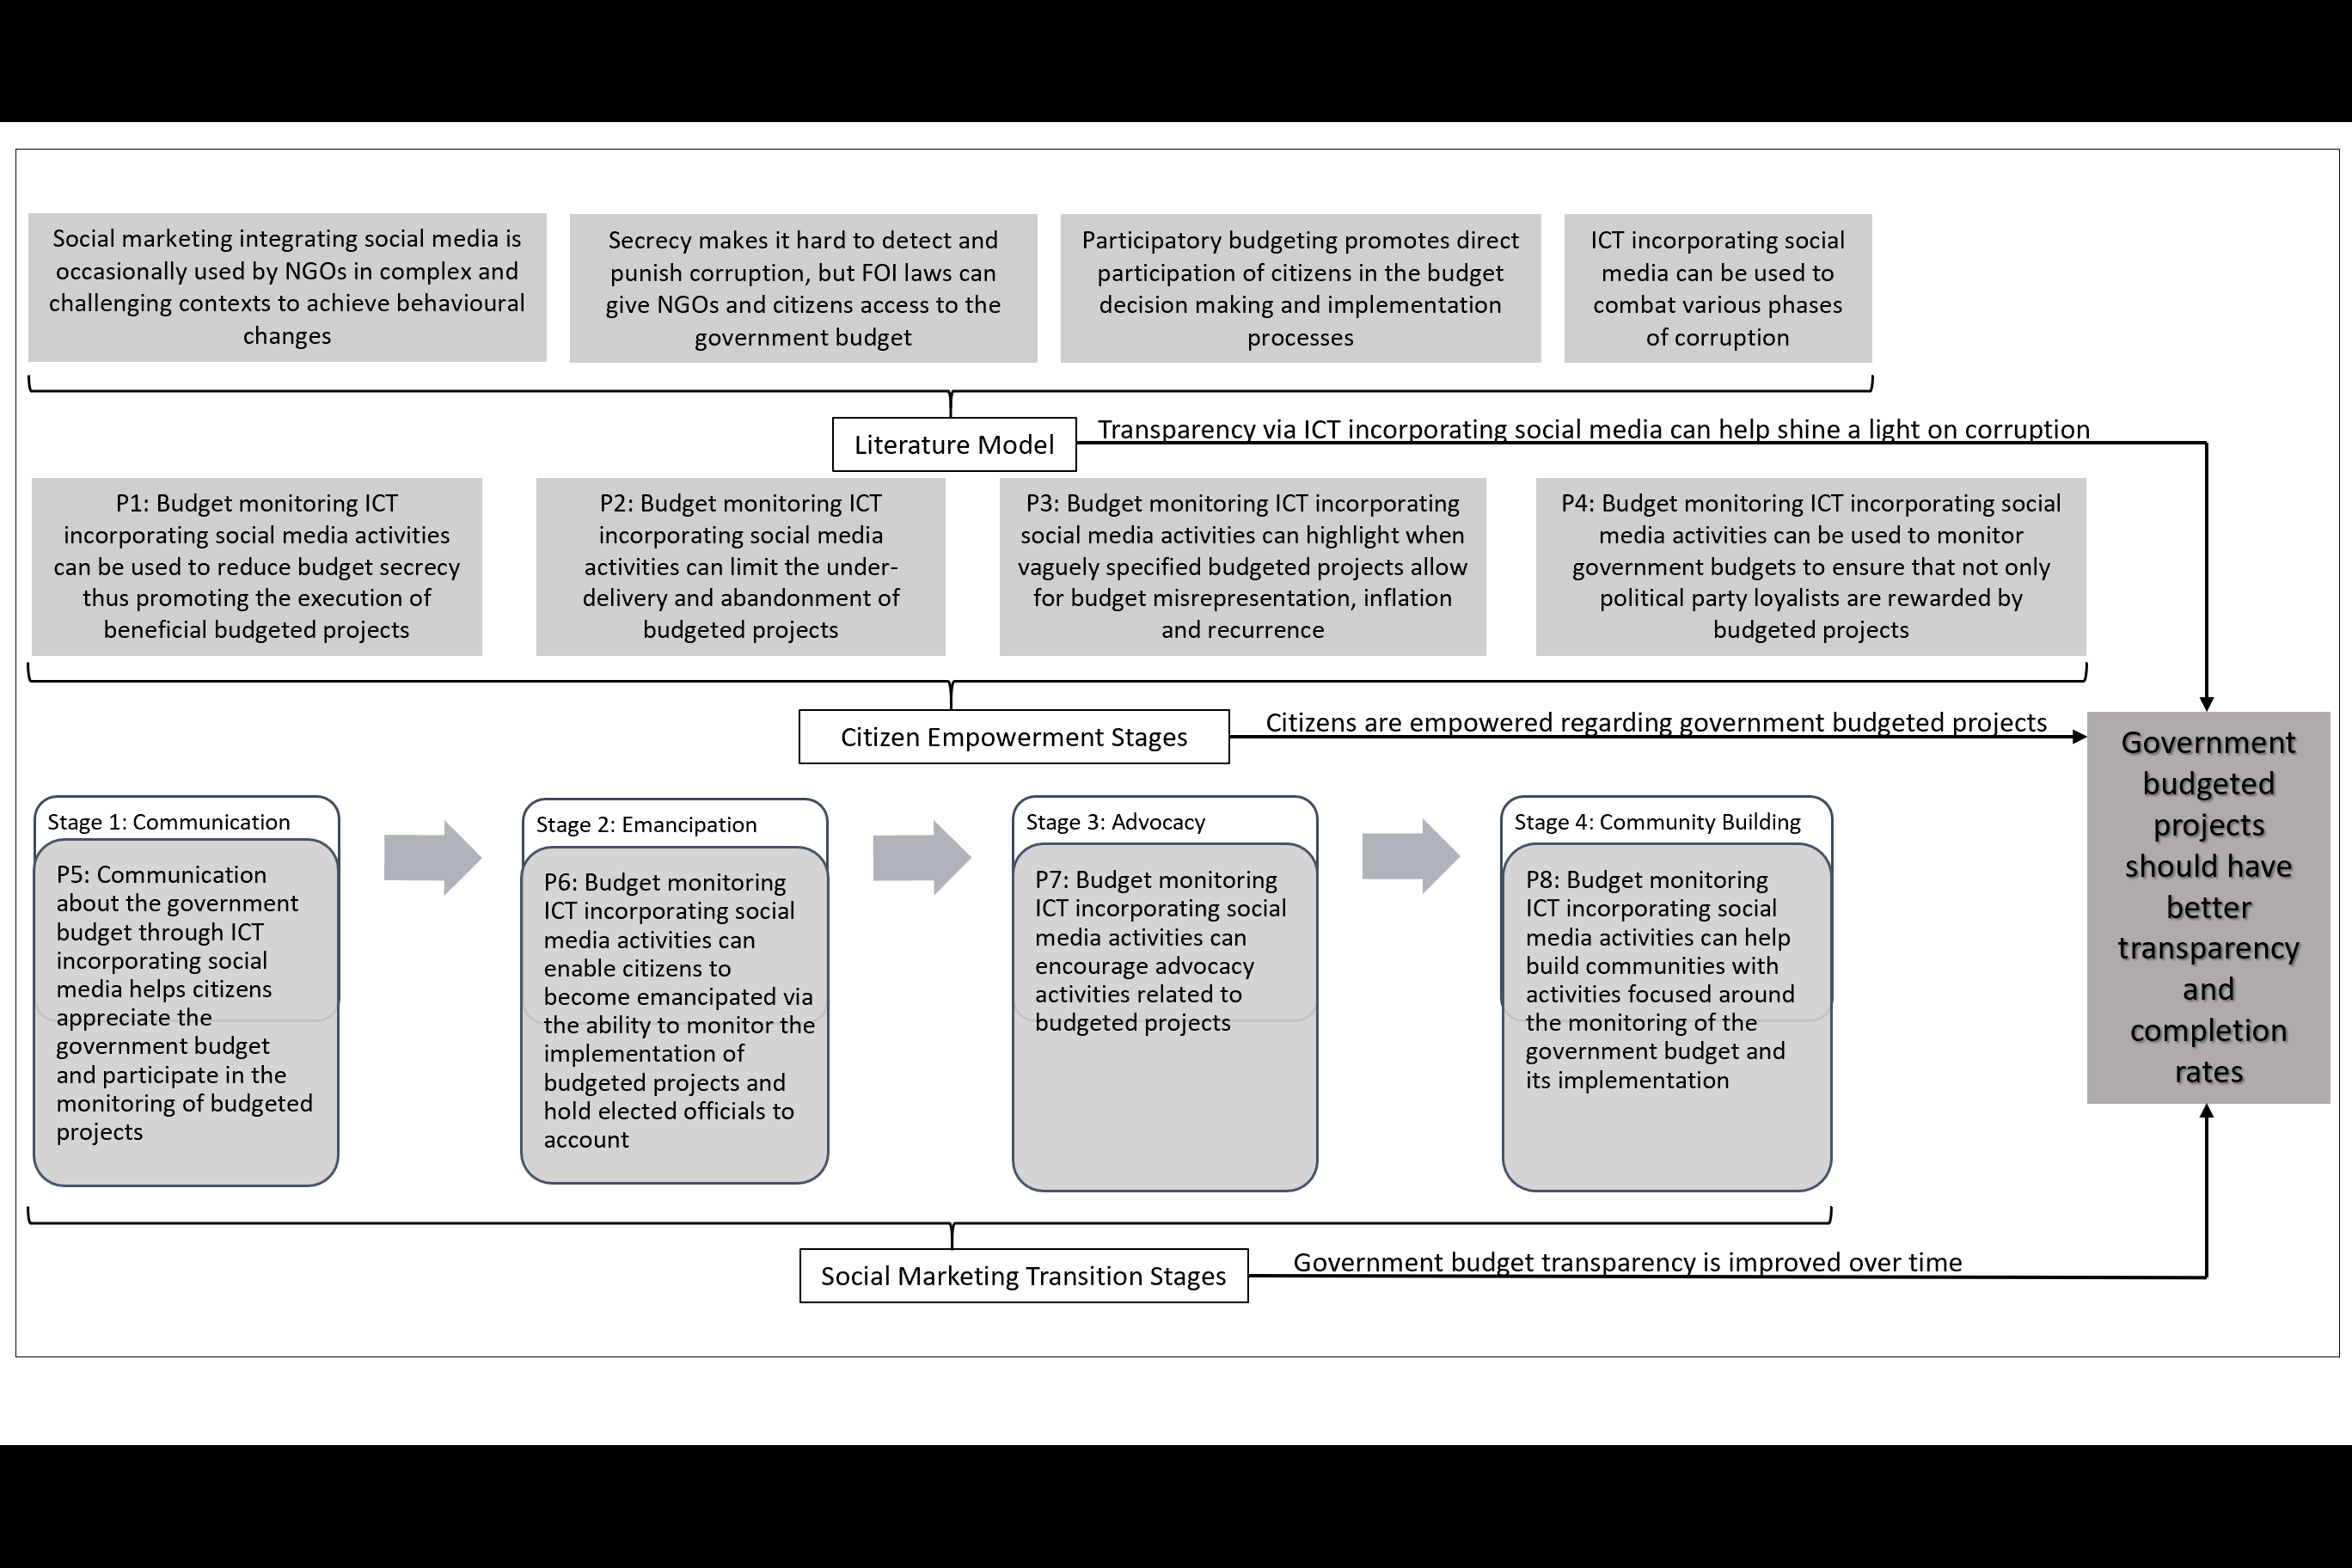 Social marketing integrating social media is
occasionally used by NGOs in complex and
challenging contexts to achieve behavioural
changes
Secrecy makes it hard to detect and
punish corruption, but FOI laws can
give NGOs and citizens access to the
government budget
Participatory budgeting promotes direct
participation of citizens in the budget
decision making and implementation
processes
ICT incorporating social
media can be used to
combat various phases
of corruption
Literature Model
Transparency via ICT incorporating social media can help shine a light on corruption
P1: Budget monitoring ICT
incorporating social media activities
can be used to reduce budget secrecy
thus promoting the execution of
beneficial budgeted projects
P2: Budget monitoring ICT
incorporating social media
activities can limit the under-
delivery and abandonment of
budgeted projects
P3: Budget monitoring ICT incorporating
social media activities can highlight when
vaguely specified budgeted projects allow
for budget misrepresentation, inflation
and recurrence
P4: Budget monitoring ICT incorporating social
media activities can be used to monitor
government budgets to ensure that not only
political party loyalists are rewarded by
budgeted projects
Citizen Empowerment Stages
Citizens are empowered regarding government budgeted projects
Government
budgeted
projects
should have
better
transparency
and
completion
rates
Stage 1: Communication
P5: Communication
about the government
budget through ICT
incorporating social
media helps citizens
appreciate the
government budget
and participate in the
monitoring of budgeted
projects
Stage 2: Emancipation
P6: Budget monitoring
ICT incorporating social
media activities can
enable citizens to
become emancipated via
the ability to monitor the
implementation of
budgeted projects and
hold elected officials to
account
Stage 3: Advocacy
P7: Budget monitoring
ICT incorporating social
media activities can
encourage advocacy
activities related to
budgeted projects
Stage 4: Community Building
P8: Budget monitoring
ICT incorporating social
media activities can help
build communities with
activities focused around
the monitoring of the
government budget and
its implementation
Social Marketing Transition Stages
Government budget transparency is improved over time